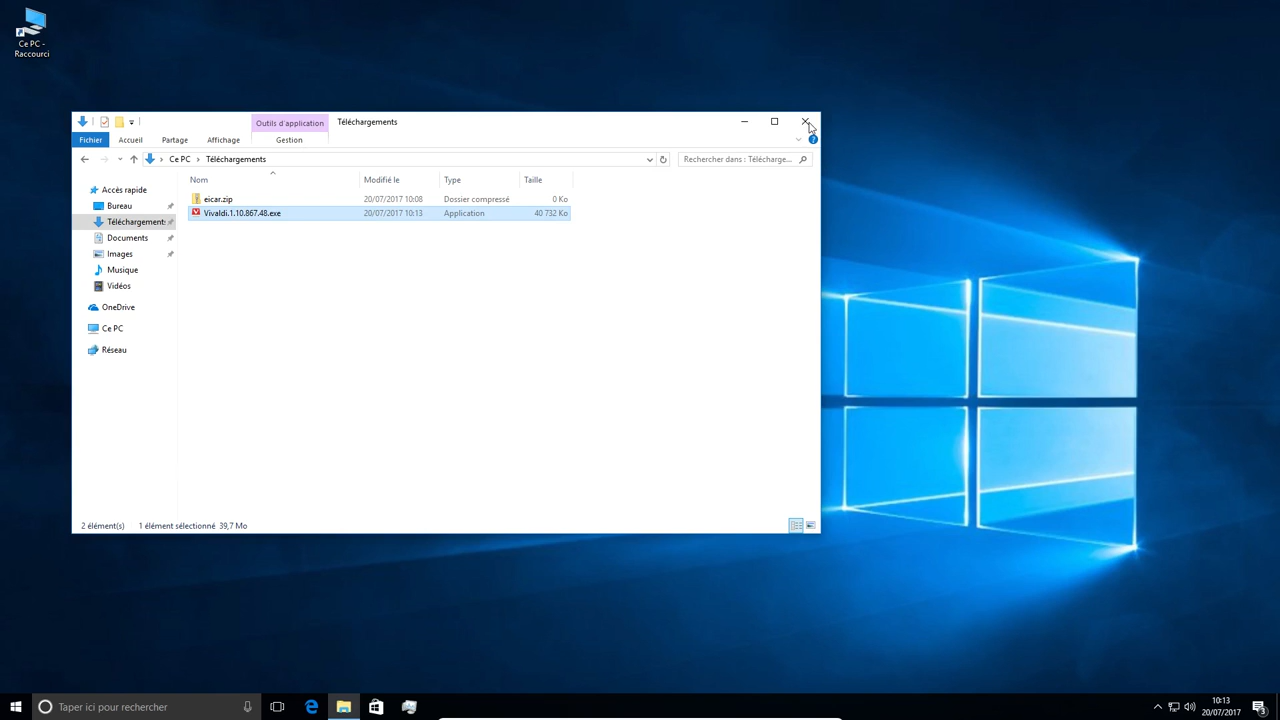 Ce PC -
Raccourci
Outils d'application
Téléchargements
Fichier
Accueil
Partage
Affichage
Gestion
Ce PC
Téléchargements
Rechercher dans : Télécharge...
Nom
Modifié le
Type
Taille
eicar.zip
20/07/2017 10:08
Dossier compressé
0 Ko
Vivaldi.1.10.867.48.exe
20/07/2017 10:13
Application
40 732 Ko
Accès rapide
Bureau
Téléchargements
Documents
Images
Musique
Vidéos
OneDrive
Ce PC
Réseau
2 élément(s)
1 élément sélectionné 39,7 Mo
Taper ici pour rechercher
10:13
20/07/2017
3